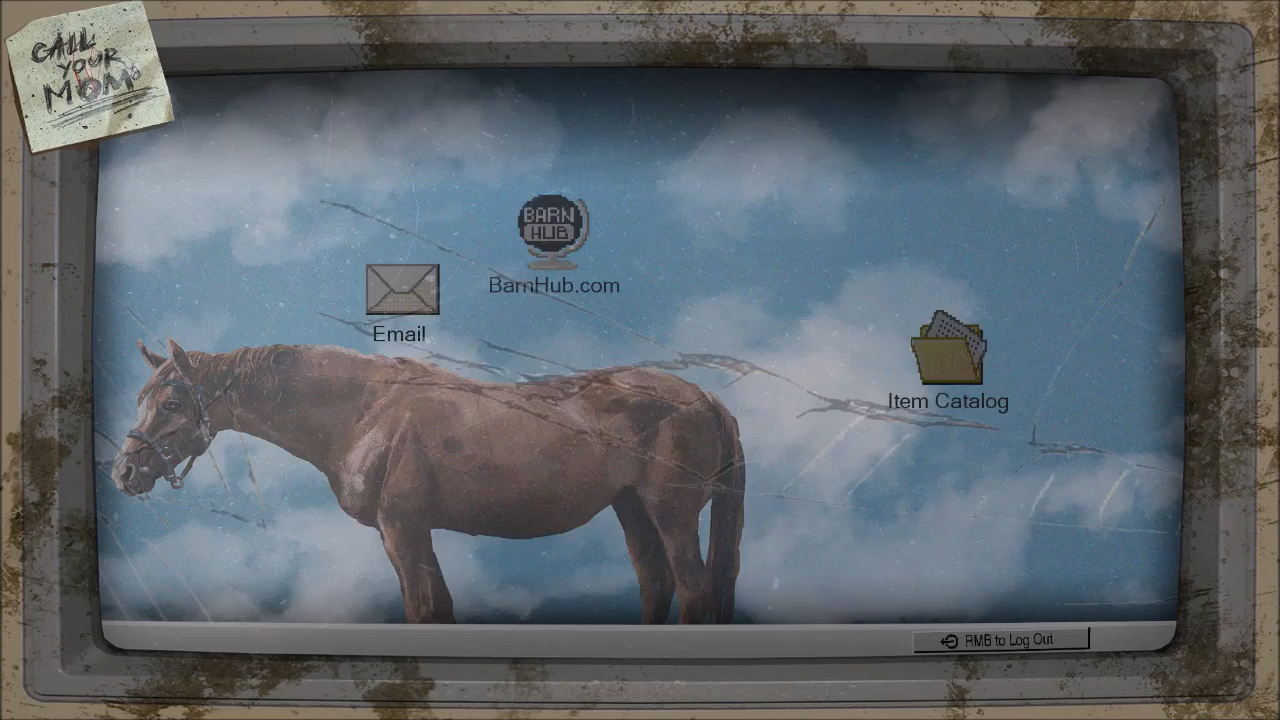 CALL
YOUR
MOM
BARN
HUB
BarnHub.com
Email
Item Catalog
RMB to Log Out